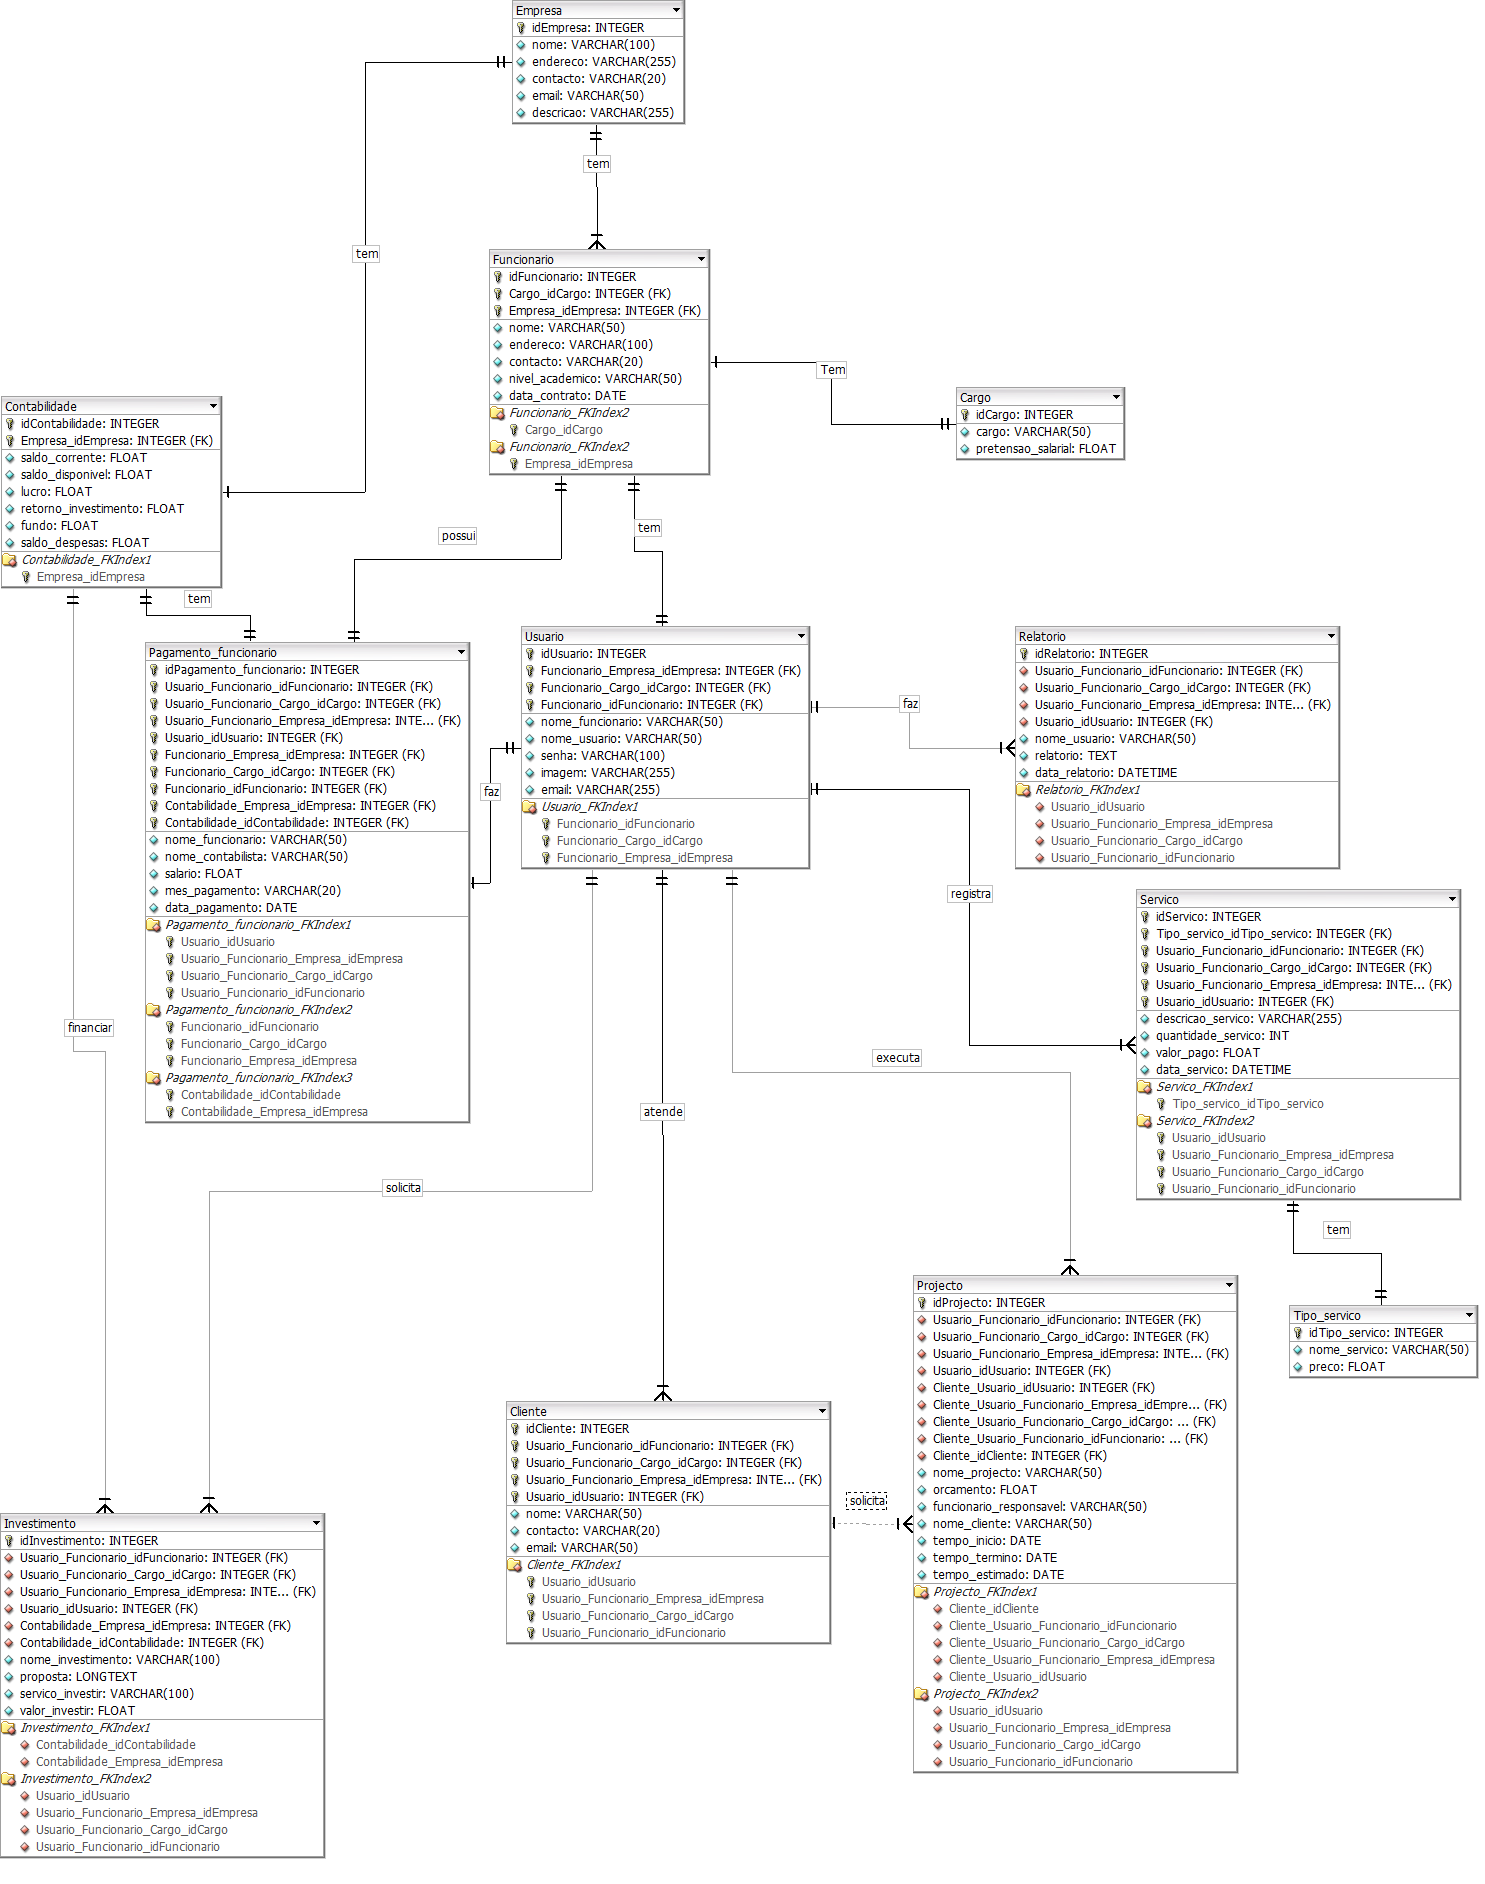 Empresa
idEmpresa: INTEGER
nome: VARCHAR(100)
endereco: VARCHAR(255)
contacto: VARCHAR(20)
email: VARCHAR(50)
descricao: VARCHAR(255)
tem
tem
Funcionario
idFuncionario: INTEGER
Cargo_idCargo: INTEGER (FK)
Empresa_idEmpresa: INTEGER (FK)
nome: VARCHAR(50)
endereco: VARCHAR(100)
contacto: VARCHAR(20)
nivel_academico: VARCHAR(50)
data_contrato: DATE
Funcionario_FKIndex2
Cargo_idCargo
Funcionario_FKIndex2
Empresa_idEmpresa
Tem
Cargo
idCargo: INTEGER
cargo: VARCHAR(50)
pretensao_salarial: FLOAT
Contabilidade
idContabilidade: INTEGER
Empresa_idEmpresa: INTEGER (FK)
saldo_corrente: FLOAT
saldo_disponivel: FLOAT
lucro: FLOAT
retorno_investimento: FLOAT
fundo: FLOAT
saldo_despesas: FLOAT
Contabilidade_FKIndex1
Empresa_idEmpresa
possui
tem
tem
Pagamento_funcionario
idPagamento_funcionario: INTEGER
Usuario_Funcionario_idFuncionario: INTEGER (FK)
Usuario_Funcionario_Cargo_idCargo: INTEGER (FK)
Usuario_Funcionario_Empresa_idEmpresa: INTE... (FK)
Usuario_idUsuario: INTEGER (FK)
Funcionario_Empresa_idEmpresa: INTEGER (FK)
Funcionario_Cargo_idCargo: INTEGER (FK)
Funcionario_idFuncionario: INTEGER (FK)
Contabilidade_Empresa_idEmpresa: INTEGER (FK)
Contabilidade_idContabilidade: INTEGER (FK)
nome_funcionario: VARCHAR(50)
nome_contabilista: VARCHAR(50)
salario: FLOAT
mes_pagamento: VARCHAR(20)
data_pagamento: DATE
Pagamento_funcionario_FKIndex1
Usuario_idUsuario
Usuario_Funcionario_Empresa_idEmpresa
Usuario_Funcionario_Cargo_idCargo
Usuario_Funcionario_idFuncionario
Pagamento_funcionario_FKIndex2
Funcionario_idFuncionario
Funcionario_Cargo_idCargo
Funcionario_Empresa_idEmpresa
Pagamento_funcionario_FKIndex3
Contabilidade_idContabilidade
Contabilidade_Empresa_idEmpresa
faz
Usuario
idUsuario: INTEGER
Funcionario_Empresa_idEmpresa: INTEGER (FK)
Funcionario_Cargo_idCargo: INTEGER (FK)
Funcionario_idFuncionario: INTEGER (FK)
nome_funcionario: VARCHAR(50)
nome_usuario: VARCHAR(50)
senha: VARCHAR(100)
imagem: VARCHAR(255)
email: VARCHAR(255)
Usuario_FKIndex1
Funcionario_idFuncionario
Funcionario_Cargo_idCargo
Funcionario_Empresa_idEmpresa
faz
Relatorio
idRelatorio: INTEGER
Usuario_Funcionario_idFuncionario: INTEGER (FK)
Usuario_Funcionario_Cargo_idCargo: INTEGER (FK)
Usuario_Funcionario_Empresa_idEmpresa: INTE... (FK)
Usuario_idUsuario: INTEGER (FK)
nome_usuario: VARCHAR(50)
relatorio: TEXT
data_relatorio: DATETIME
Relatorio_FKIndex1
Usuario_idUsuario
Usuario_Funcionario_Empresa_idEmpresa
Usuario_Funcionario_Cargo_idCargo
Usuario_Funcionario_idFuncionario
registra
Servico
idServico: INTEGER
Tipo_servico_idTipo_servico: INTEGER (FK)
Usuario_Funcionario_idFuncionario: INTEGER (FK)
Usuario_Funcionario_Cargo_idCargo: INTEGER (FK)
Usuario_Funcionario_Empresa_idEmpresa: INTE... (FK)
Usuario_idUsuario: INTEGER (FK)
descricao_servico: VARCHAR(255)
quantidade_servico: INT
valor_pago: FLOAT
data_servico: DATETIME
Servico_FKIndex1
Tipo_servico_idTipo_servico
Servico_FKIndex2
Usuario_idUsuario
Usuario_Funcionario_Empresa_idEmpresa
Usuario_Funcionario_Cargo_idCargo
Usuario_Funcionario_idFuncionario
financiar
executa
atende
solicita
tem
Tipo_servico
idTipo_servico: INTEGER
nome_servico: VARCHAR(50)
preco: FLOAT
Projecto
idProjecto: INTEGER
Usuario_Funcionario_idFuncionario: INTEGER (FK)
Usuario_Funcionario_Cargo_idCargo: INTEGER (FK)
Usuario_Funcionario_Empresa_idEmpresa: INTE... (FK)
Usuario_idUsuario: INTEGER (FK)
Cliente_Usuario_idUsuario: INTEGER (FK)
Cliente_Usuario_Funcionario_Empresa_idEmpre... (FK)
Cliente_Usuario_Funcionario_Cargo_idCargo: ... (FK)
Cliente_Usuario_Funcionario_idFuncionario: ... (FK)
Cliente_idCliente: INTEGER (FK)
nome_projecto: VARCHAR(50)
orcamento: FLOAT
funcionario_responsavel: VARCHAR(50)
nome_cliente: VARCHAR(50)
tempo_inicio: DATE
tempo_termino: DATE
tempo_estimado: DATE
Projecto_FKIndex1
Cliente_idCliente
Cliente_Usuario_Funcionario_idFuncionario
Cliente_Usuario_Funcionario_Cargo_idCargo
Cliente_Usuario_Funcionario_Empresa_idEmpresa
Cliente_Usuario_idUsuario
Projecto_FKIndex2
Usuario_idUsuario
Usuario_Funcionario_Empresa_idEmpresa
Usuario_Funcionario_Cargo_idCargo
Usuario_Funcionario_idFuncionario
Cliente
idCliente: INTEGER
Usuario_Funcionario_idFuncionario: INTEGER (FK)
Usuario_Funcionario_Cargo_idCargo: INTEGER (FK)
Usuario_Funcionario_Empresa_idEmpresa: INTE... (FK)
Usuario_idUsuario: INTEGER (FK)
nome: VARCHAR(50)
contacto: VARCHAR(20)
email: VARCHAR(50)
Cliente_FKIndex1
Usuario_idUsuario
Usuario_Funcionario_Empresa_idEmpresa
Usuario_Funcionario_Cargo_idCargo
Usuario_Funcionario_idFuncionario
solicita
Investimento
idInvestimento: INTEGER
Usuario_Funcionario_idFuncionario: INTEGER (FK)
Usuario_Funcionario_Cargo_idCargo: INTEGER (FK)
Usuario_Funcionario_Empresa_idEmpresa: INTE... (FK)
Usuario_idUsuario: INTEGER (FK)
Contabilidade_Empresa_idEmpresa: INTEGER (FK)
Contabilidade_idContabilidade: INTEGER (FK)
nome_investimento: VARCHAR(100)
proposta: LONGTEXT
servico_investir: VARCHAR(100)
valor_investir: FLOAT
Investimento_FKIndex1
Contabilidade_idContabilidade
Contabilidade_Empresa_idEmpresa
Investimento_FKIndex2
Usuario_idUsuario
Usuario_Funcionario_Empresa_idEmpresa
Usuario_Funcionario_Cargo_idCargo
Usuario_Funcionario_idFuncionario